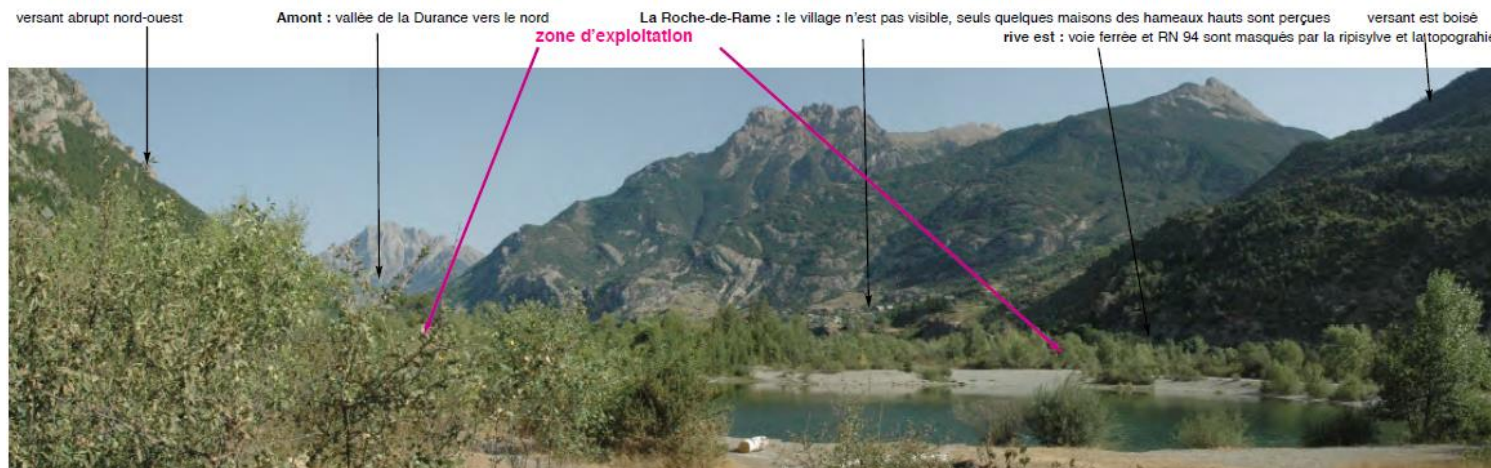 versant abrupt nord-ouest
Amont : vallée de la Durance vers le nord
La Roche-de-Rame : le village n'est pas visible, seuls quelques maisons des hameaux hauts sont perçues
versant est boisé
zone d'exploitation
rive est : voie ferrée et RN 94 sont masqués par la ripisylve et la topograhie